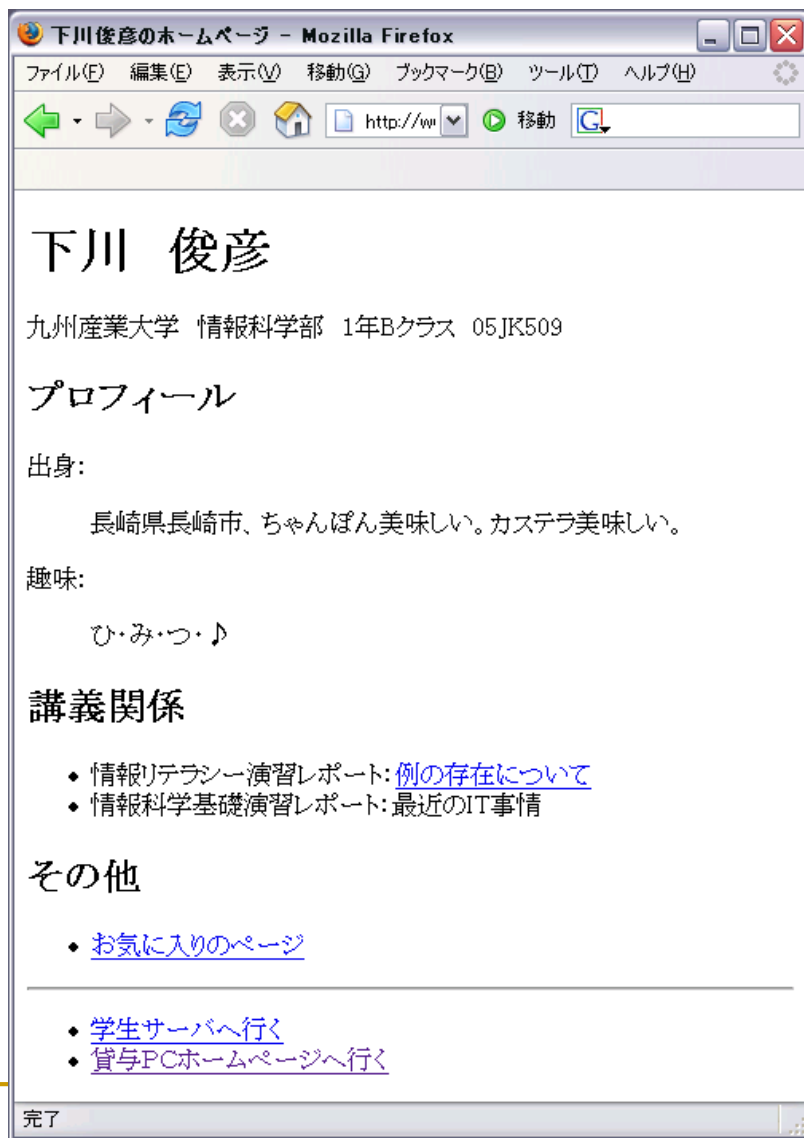 下川俊彦のホームページ - Mozilla Firefox
ファイル(F) 編集(E) 表示(V) 移動(G) ブックマーク(B) ツール(T) ヘルプ(H)
http://w 移動 G
下川 俊彦
九州産業大学 情報科学部 1年Bクラス 05JK509
プロフィール
出身:
長崎県長崎市、ちゃんぽん美味しい。カステラ美味しい。
趣味:
ひ・み・つ・♪
講義関係
• 情報リテラシー演習レポート: 例の存在について
• 情報科学基礎演習レポート: 最近のIT事情
その他
• お気に入りのページ
• 学生サーバへ行く
• 貸与PCホームページへ行く
完了